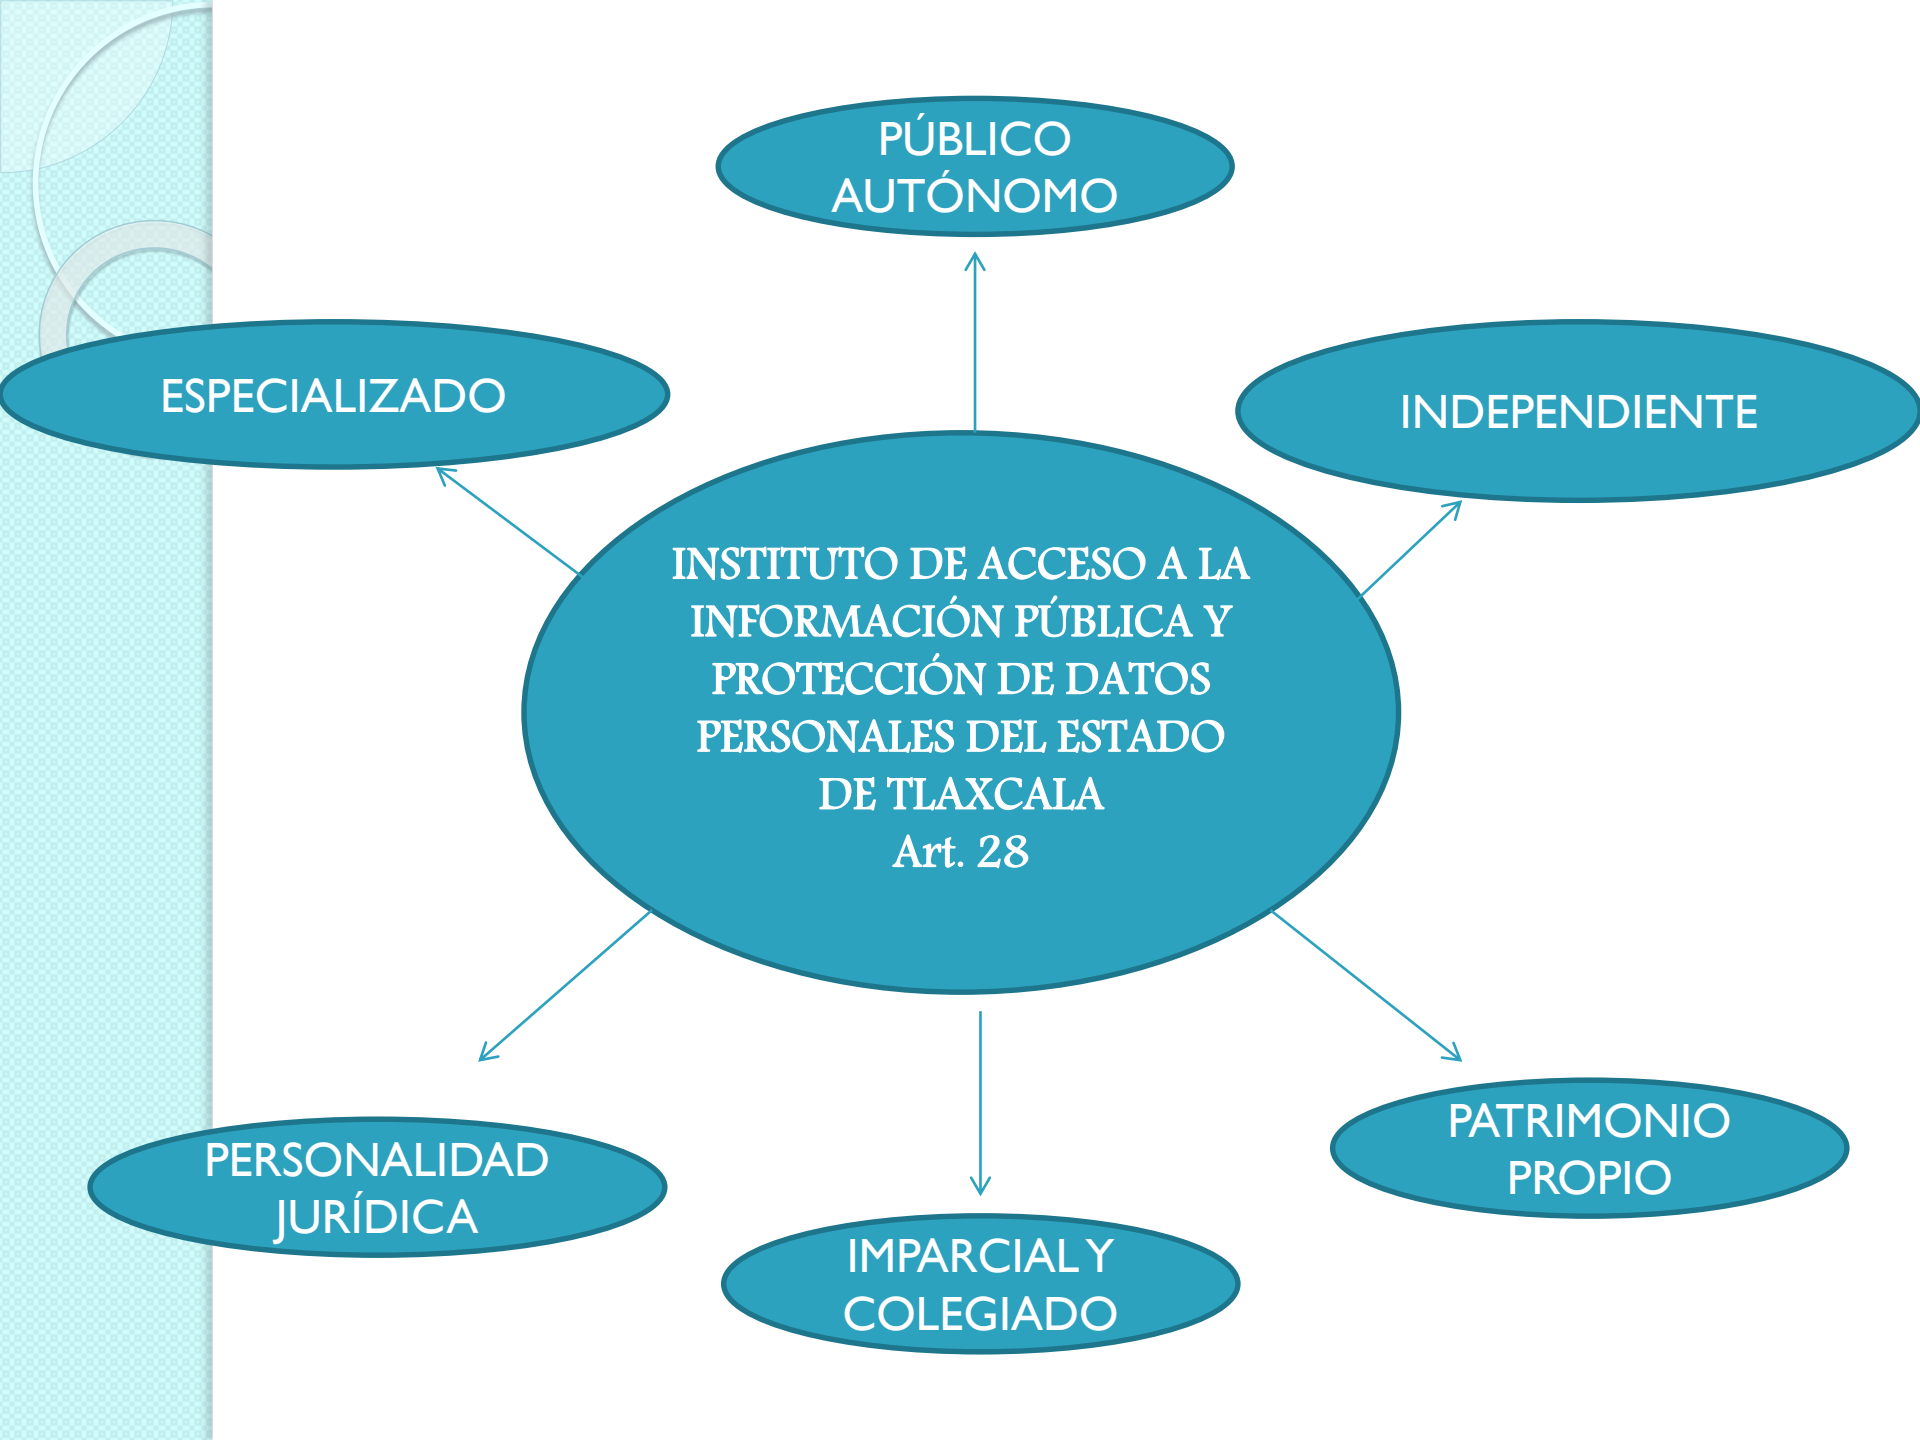 PÚBLICO
AUTÓNOMO
ESPECIALIZADO
INDEPENDIENTE
INSTITUTO DE ACCESO A LA
INFORMACIÓN PÚBLICA Y
PROTECCIÓN DE DATOS
PERSONALES DEL ESTADO
DE TLAXCALA
Art. 28
PERSONALIDAD
JURÍDICA
IMPARCIAL Y
COLEGIADO
PATRIMONIO
PROPIO